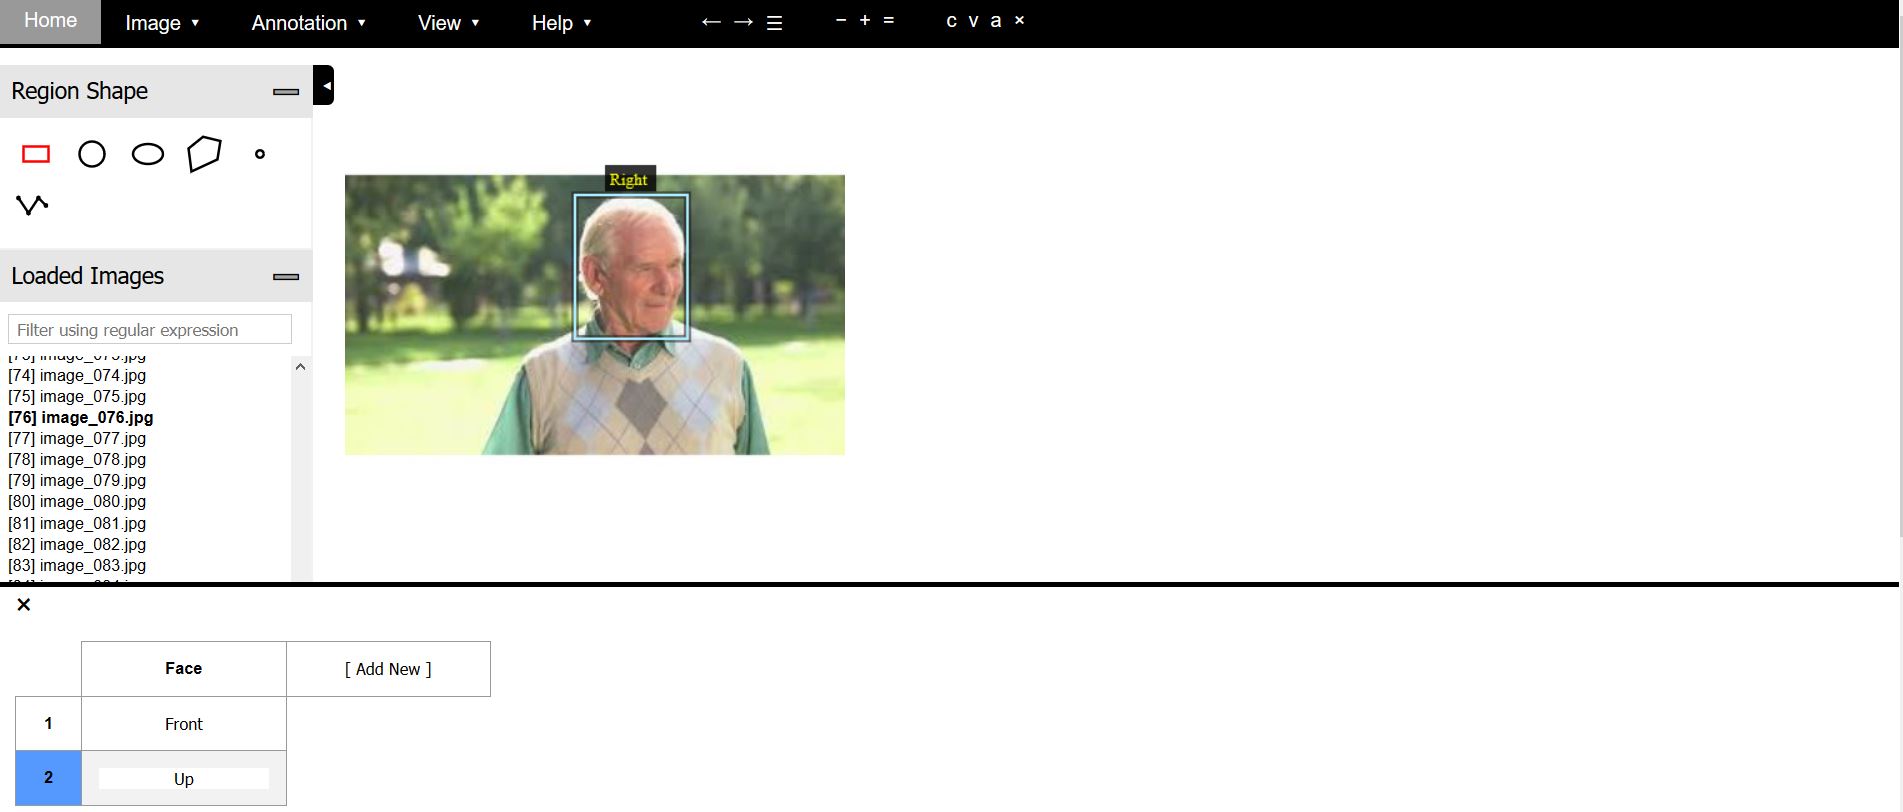 Home Image ▼ Annotation ▼ View ▼ Help ▼ ← → ☰ − + = c v a ×
Region Shape
Loaded Images
Filter using regular expression
[74] image_074.jpg
[75] image_075.jpg
[76] image_076.jpg
[77] image_077.jpg
[78] image_078.jpg
[79] image_079.jpg
[80] image_080.jpg
[81] image_081.jpg
[82] image_082.jpg
[83] image_083.jpg
Right
×
Face [ Add New ]
1 Front
2 Up